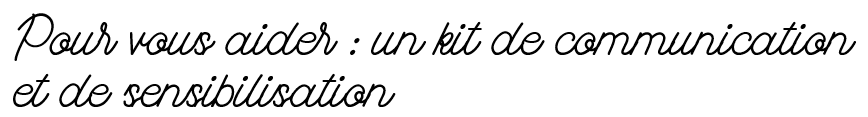 Pour vous aider : un kit de communication
et de sensibilisation